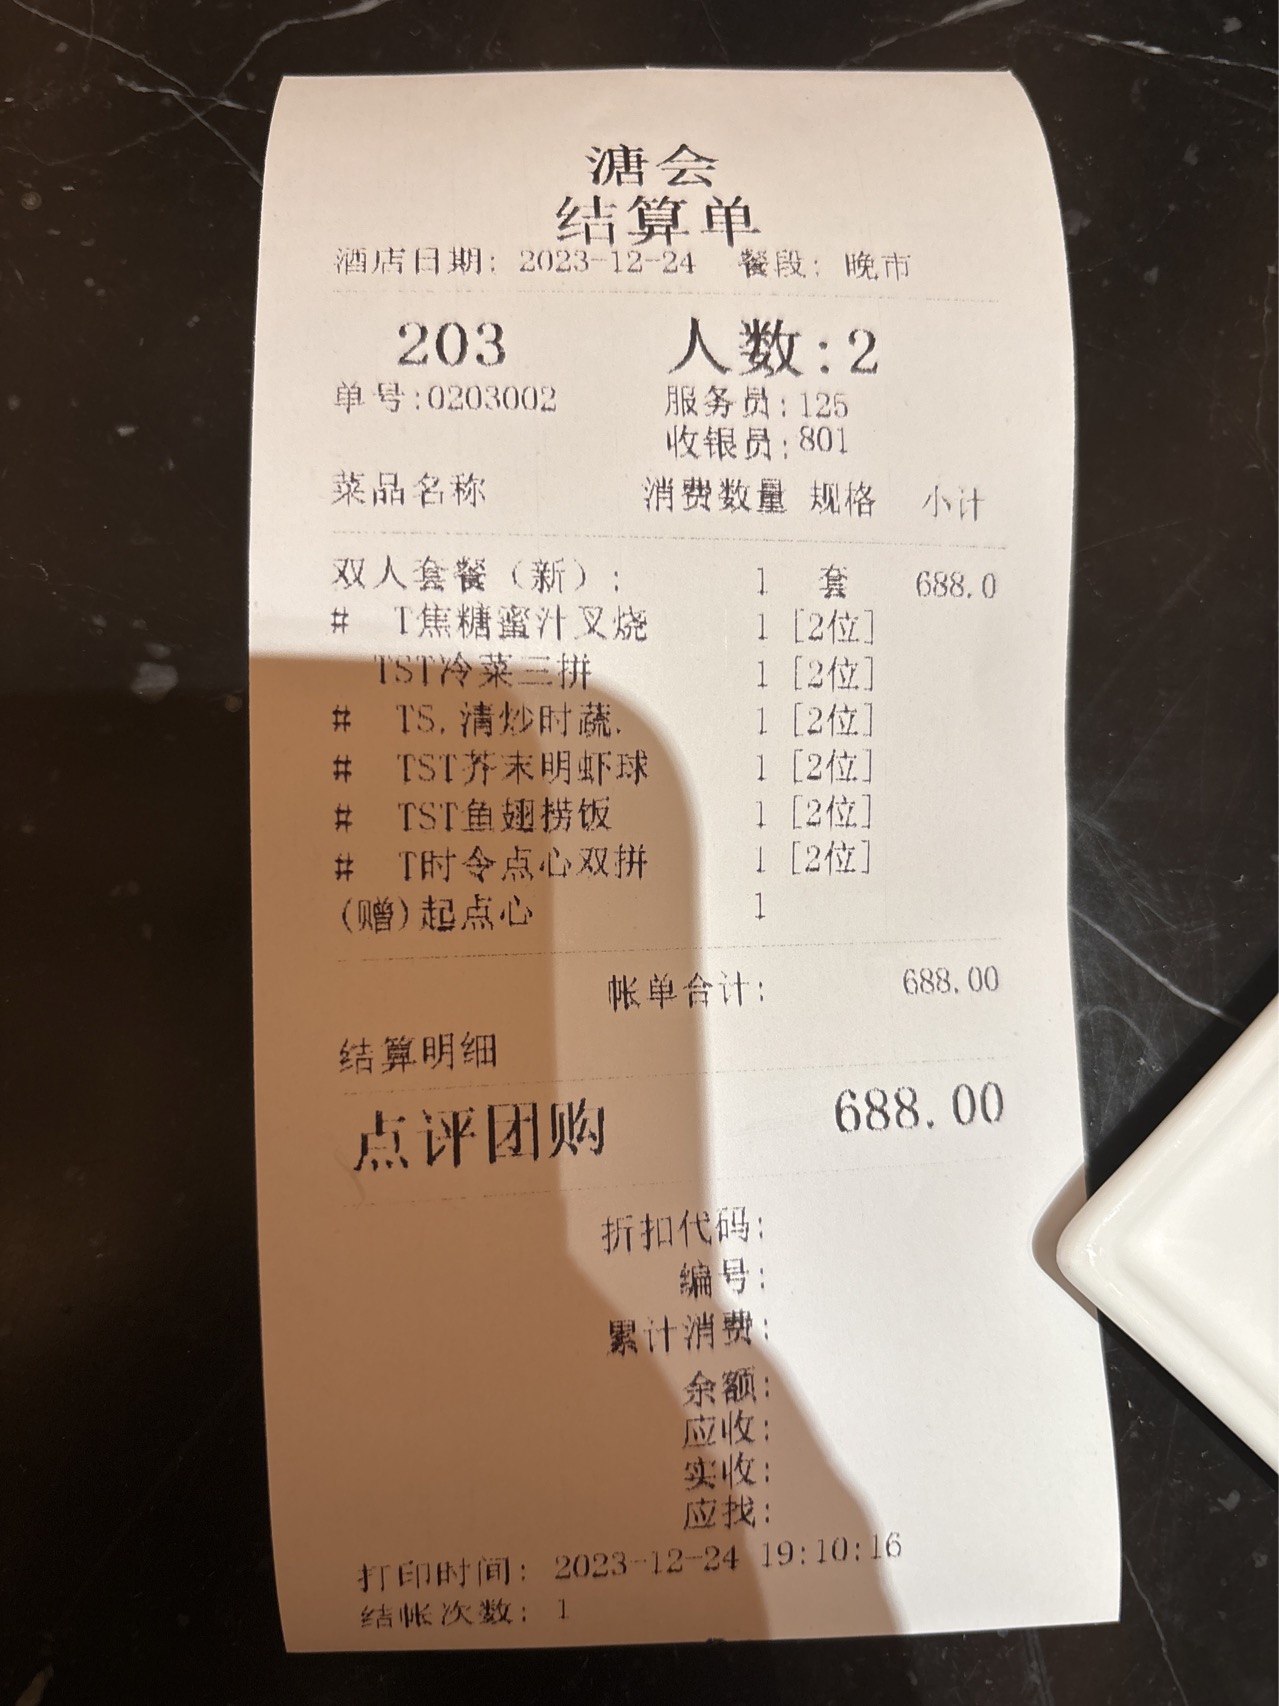 溏会
结算单
酒店日期: 2023-12-24 餐段: 晚市
203 人数:2
单号:0203002 服务员:125
收银员:801
菜品名称 消费数量 规格 小计
双人套餐(新): 1 套 688.0
# T焦糖蜜汁叉烧 1 [2位]
TST冷菜三拼 1 [2位]
# TS.清炒时蔬. 1 [2位]
# TST芥末明虾球 1 [2位]
# TST鱼翅捞饭 1 [2位]
# T时令点心双拼 1 [2位]
(赠)起点心 1
帐单合计: 688.00
结算明细
点评团购 688.00
折扣代码:
编号:
累计消费:
余额:
应收:
实收:
应找:
打印时间: 2023-12-24 19:10:16
结帐次数: 1